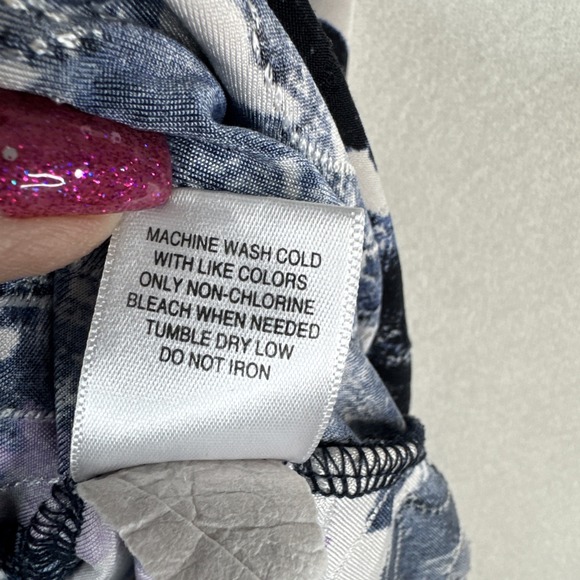 MACHINE WASH COLD
WITH LIKE COLORS
ONLY NON-CHLORINE
BLEACH WHEN NEEDED
TUMBLE DRY LOW
DO NOT IRON